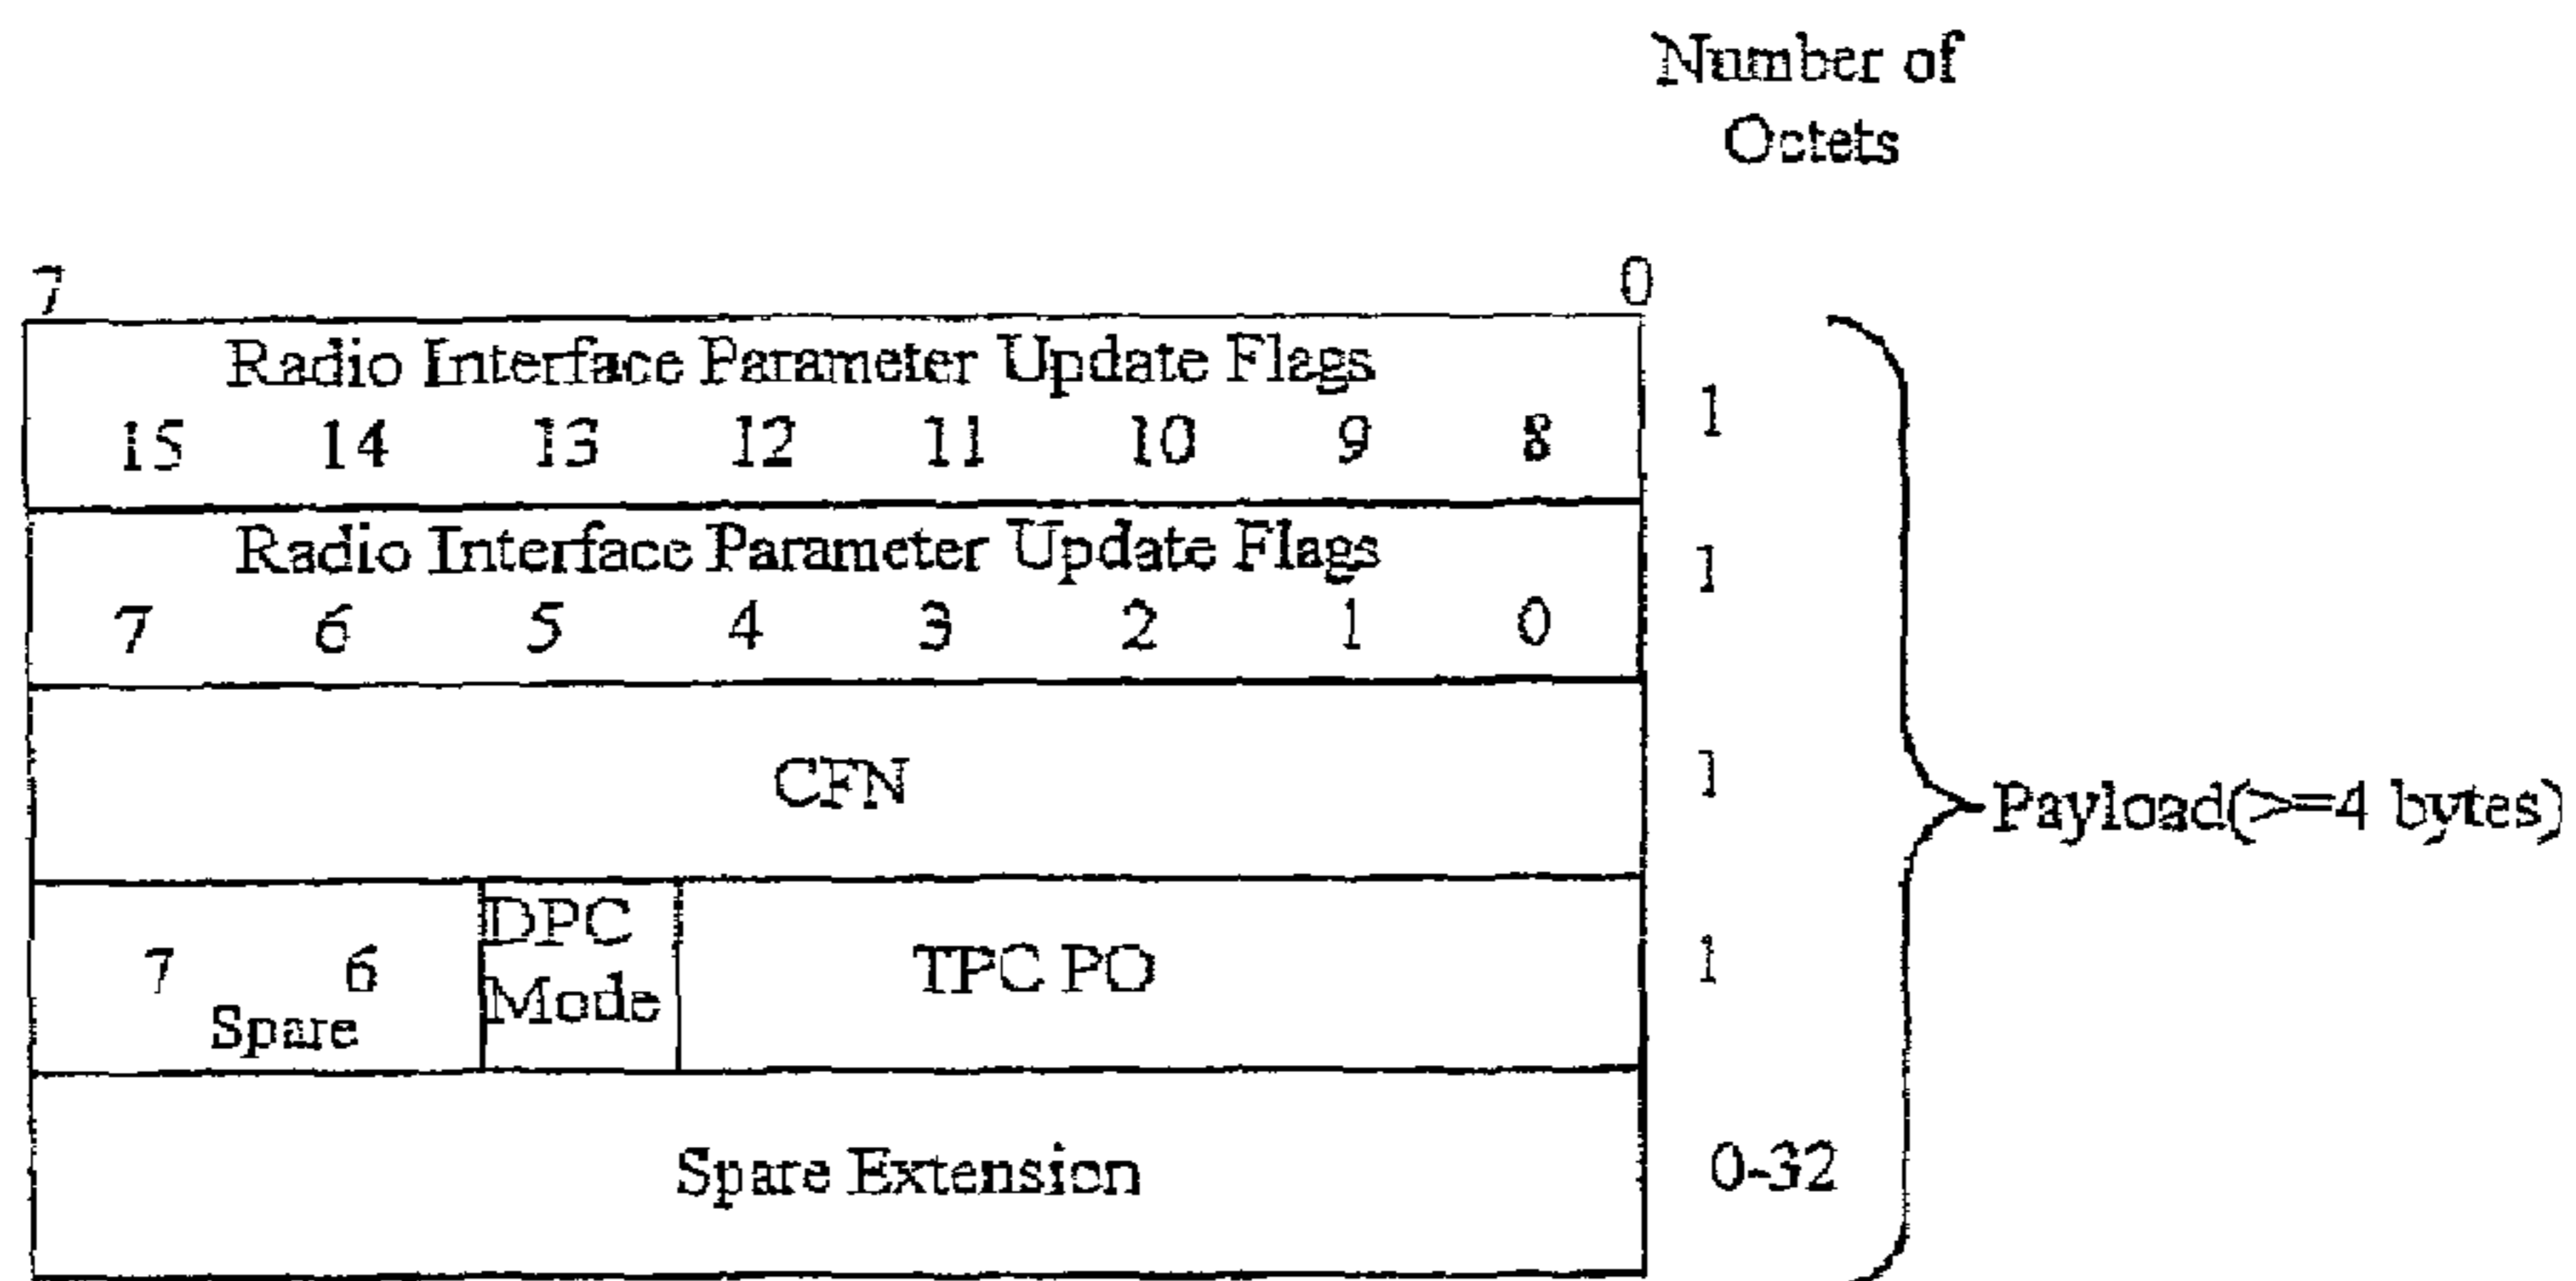 Number of
Octets
7 0
Radio Interface Parameter Update Flags
15 14 13 12 11 10 9 8
1
Radio Interface Parameter Update Flags
7 6 5 4 3 2 1 0
1
CFN
1
Payload(>=4 bytes)
7 6
Spare
DPC
Mode
TPC PO
1
Spare Extension
0-32